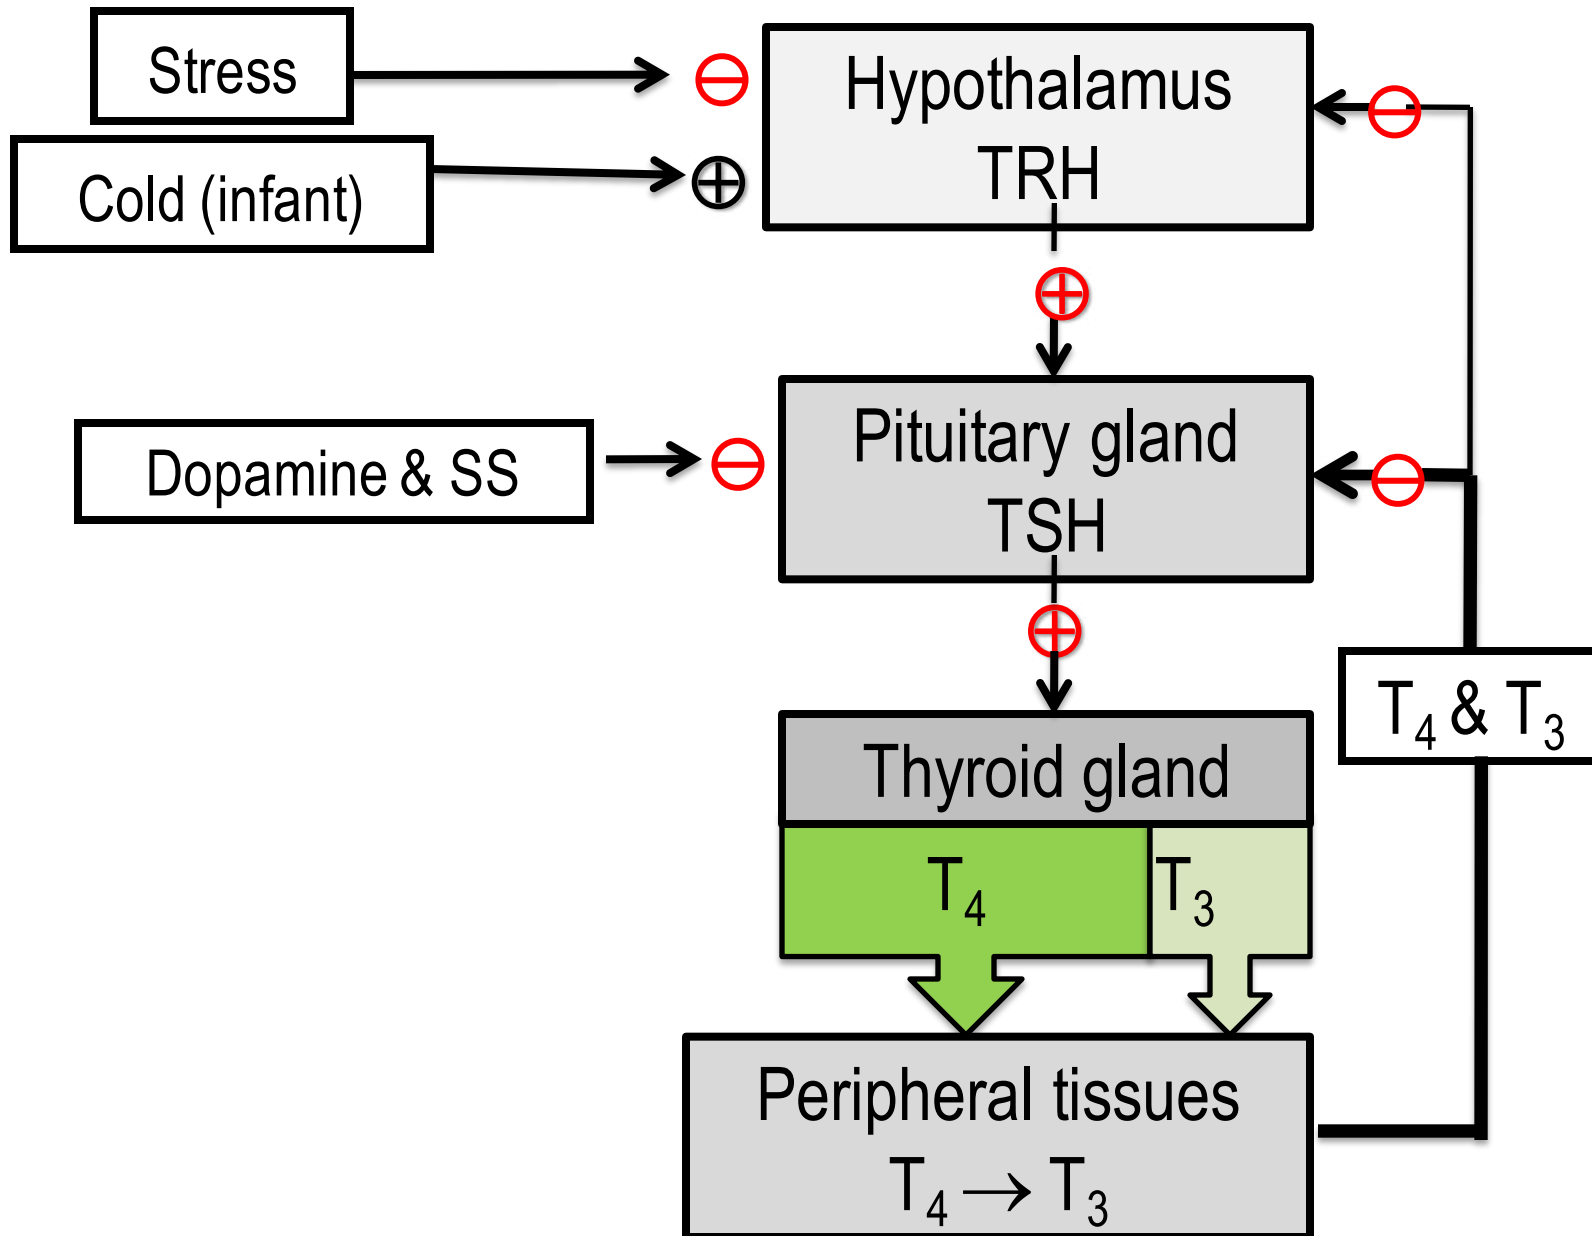 Stress
Hypothalamus
TRH
Cold (infant)
Pituitary gland
TSH
Dopamine & SS
T₄ & T₃
Thyroid gland
T₄
T₃
Peripheral tissues
T₄ → T₃